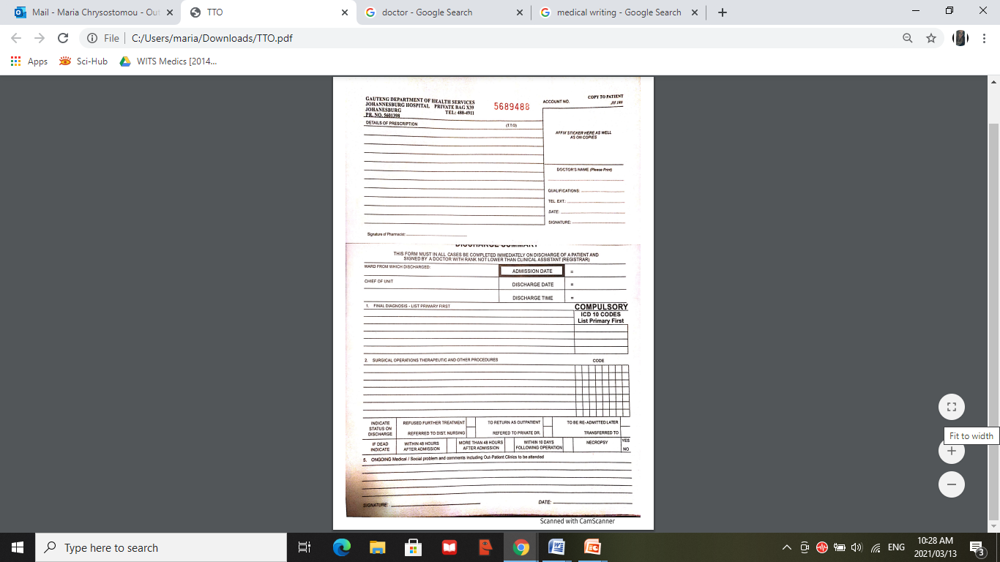 Mail - Maria Chrysostomou - Out
TTO
doctor - Google Search
medical writing - Google Search
File
C:/Users/maria/Downloads/TTO.pdf
Apps
Sci-Hub
WITS Medics [2014...
COPY TO PATIENT
JH 180
GAUTENG DEPARTMENT OF HEALTH SERVICES
JOHANNESBURG HOSPITAL PRIVATE BAG X39
JOHANESBURG TEL.: 488-4911
PR. NO. 5601398
5689488
ACCOUNT NO.
DETAILS OF PRESCRIPTION (TTO)
AFFIX STICKER HERE AS WELL
AS ON COPIES
DOCTOR'S NAME (Please Print)
QUALIFICATIONS:
TEL. EXT.:
DATE:
SIGNATURE:
Signature of Pharmacist:
DISCHARGE SUMMARY
THIS FORM MUST IN ALL CASES BE COMPLETED IMMEDIATELY ON DISCHARGE OF A PATIENT AND
SIGNED BY A DOCTOR WITH RANK NOT LOWER THAN CLINICAL ASSISTANT (REGISTRAR)
WARD FROM WHICH DISCHARGED:
ADMISSION DATE =
CHIEF OF UNIT
DISCHARGE DATE =
DISCHARGE TIME =
1. FINAL DIAGNOSIS - LIST PRIMARY FIRST
COMPULSORY
ICD 10 CODES
List Primary First
2. SURGICAL OPERATIONS THERAPEUTIC AND OTHER PROCEDURES
CODE
INDICATE
STATUS ON
DISCHARGE
REFUSED FURTHER TREATMENT
TO RETURN AS OUTPATIENT
TO BE RE-ADMITTED LATER
REFERRED TO DIST. NURSING
REFERED TO PRIVATE DR.
TRANSFERRED TO
IF DEAD
INDICATE
WITHIN 48 HOURS
AFTER ADMISSION
MORE THAN 48 HOURS
AFTER ADMISSION
WITHIN 10 DAYS
FOLLOWING OPERATION
NECROPSY
YES
NO
5. ONGOING Medical / Social problem and comments including Out-Patient Clinics to be attended
SIGNATURE:
DATE:
Scanned with CamScanner
Fit to width
Type here to search
ENG
10:28 AM
2021/03/13
3